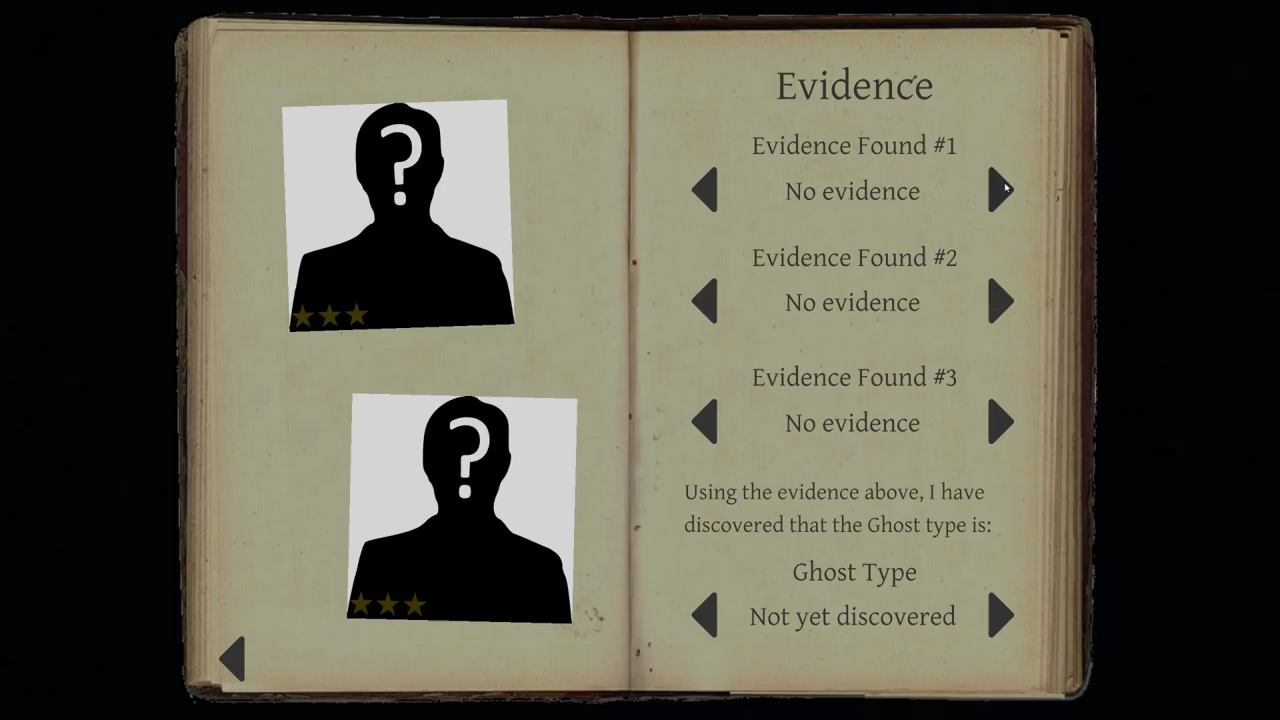 ?
?
Evidence
Evidence Found #1
No evidence
Evidence Found #2
No evidence
Evidence Found #3
No evidence
Using the evidence above, I have
discovered that the Ghost type is:
Ghost Type
Not yet discovered